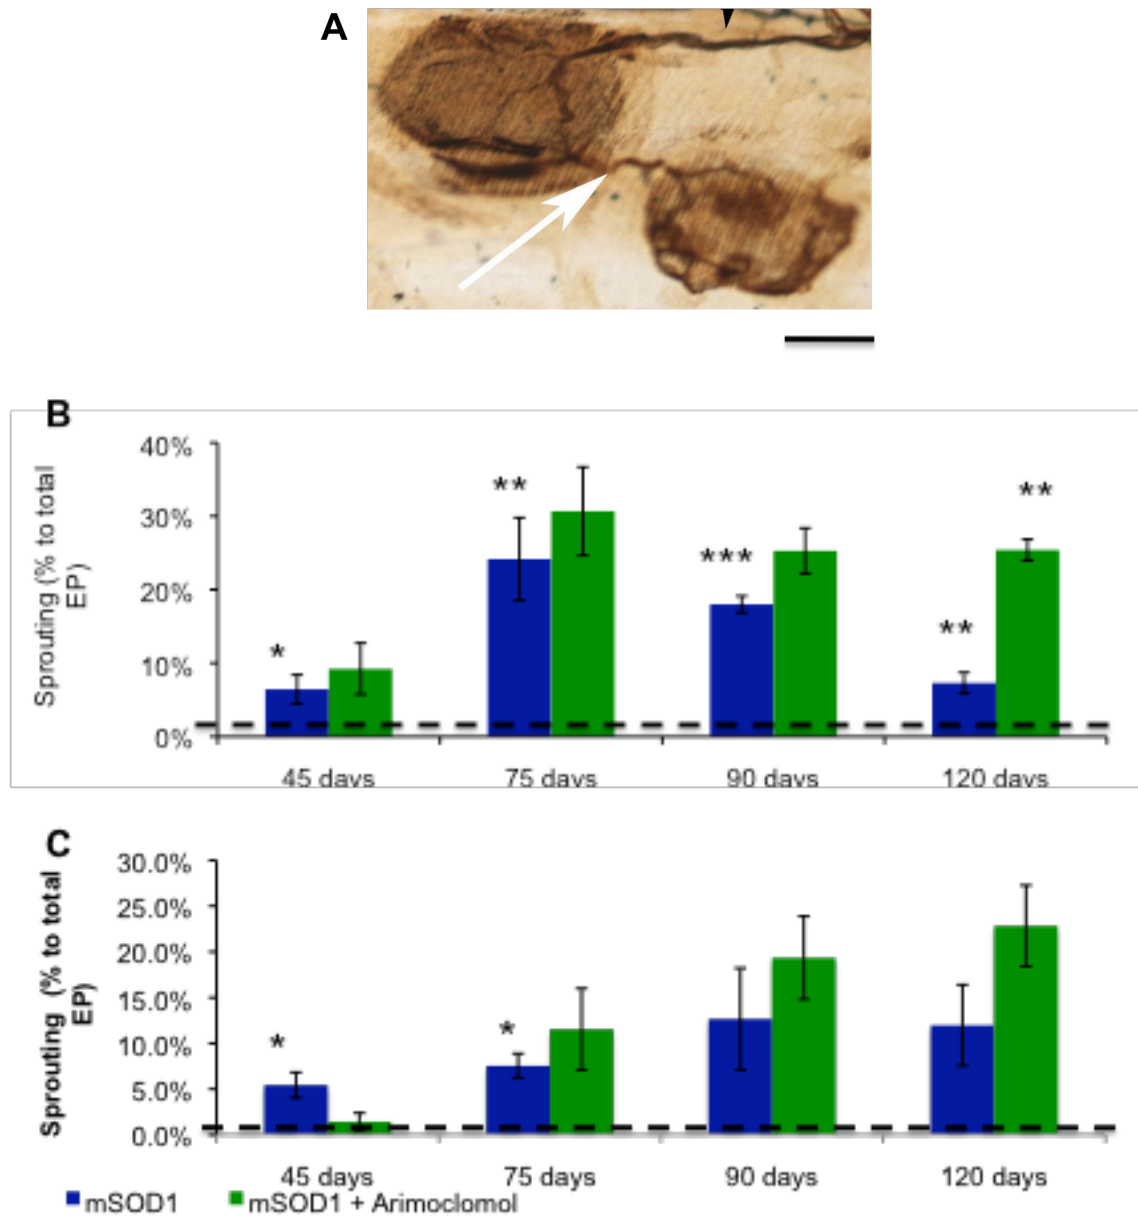 A
B
Sprouting (% to total
EP)
40%
30%
20%
10%
0%
*
**
***
**
**
45 days
75 days
90 days
120 days
C
Sprouting (% to total
EP)
30.0%
25.0%
20.0%
15.0%
10.0%
5.0%
0.0%
*
*
45 days
75 days
90 days
120 days
mSOD1
mSOD1 + Arimoclomol